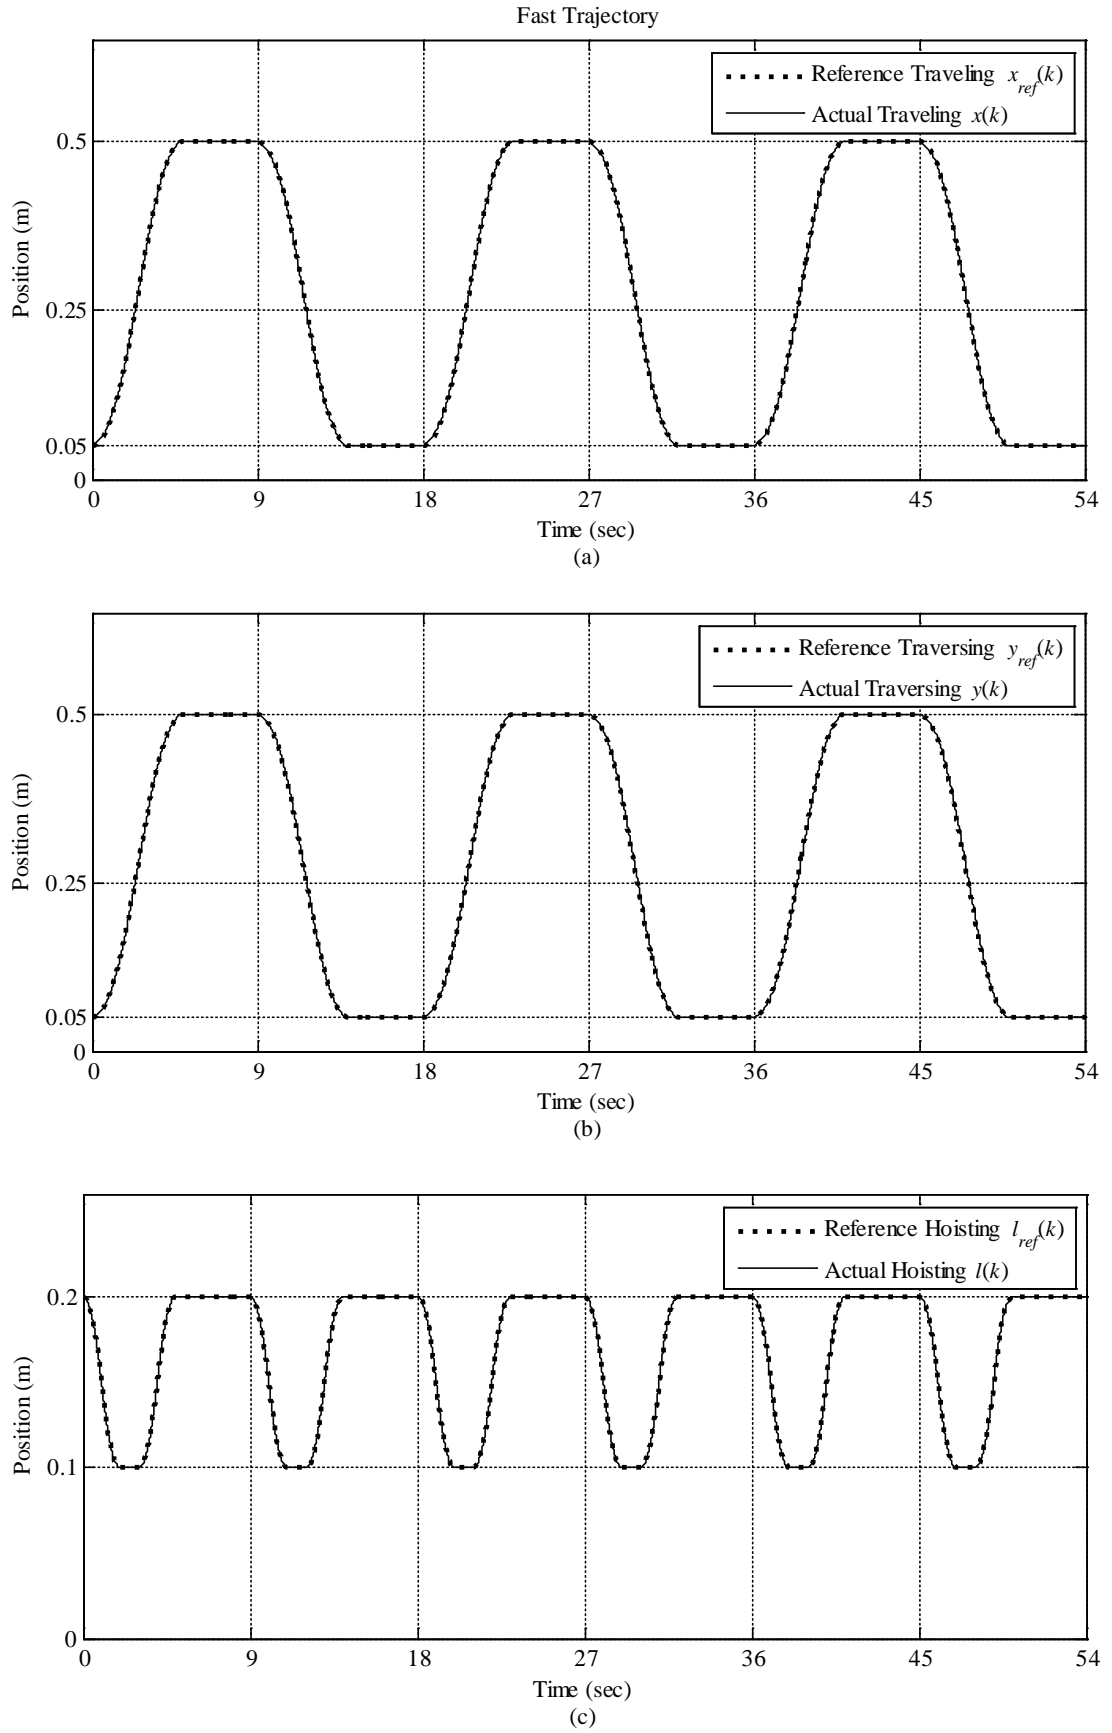 Fast Trajectory
Reference Traveling x_ref(k)
Actual Traveling x(k)
0.5
0.25
0.05
0
Position (m)
0 9 18 27 36 45 54
Time (sec)
(a)
Reference Traversing y_ref(k)
Actual Traversing y(k)
0.5
0.25
0.05
0
Position (m)
0 9 18 27 36 45 54
Time (sec)
(b)
Reference Hoisting l_ref(k)
Actual Hoisting l(k)
0.2
0.1
0
Position (m)
0 9 18 27 36 45 54
Time (sec)
(c)